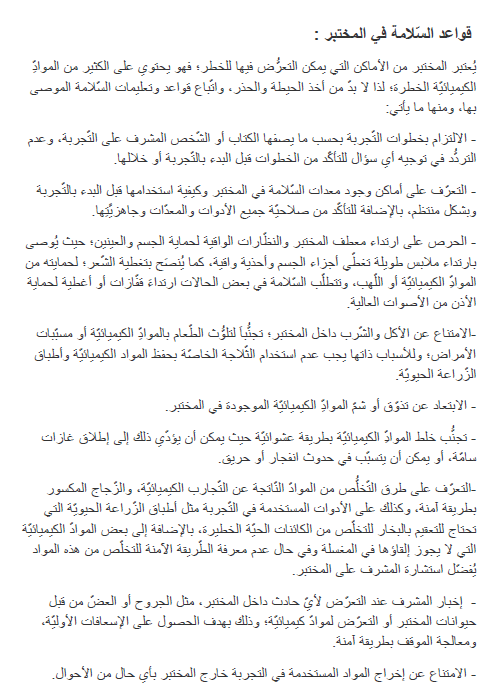 قواعد السّلامة في المختبر :
يُعتبر المختبر من الأماكن التي يمكن التعرُّض فيها للخطر؛ فهو يحتوي على الكثير من الموادّ
الكيميائيّة الخطرة؛ لذا لا بدّ من أخذ الحيطة والحذر، واتّباع قواعد وتعليمات السّلامة الموصى
بها، ومنها ما يأتي:
- الالتزام بخطوات التّجربة بحسب ما يصفها الكتاب أو الشّخص المشرف على التّجربة، وعدم
التردُّد في توجيه أي سؤال للتأكّد من الخطوات قبل البدء بالتّجربة أو خلالها.
- التعرّف على أماكن وجود معدات السّلامة في المختبر وكيفية استخدامها قبل البدء بالتّجربة
وبشكل منتظم، بالإضافة للتأكّد من صلاحيّة جميع الأدوات والمعدّات وجاهزيّتِها.
- الحرص على ارتداء معطف المختبر والنظّارات الواقية لحماية الجسم والعينين؛ حيث يُوصى
بارتداء ملابس طويلة تغطّي أجزاء الجسم وأحذية واقية، كما يُنصَح بتغطية الشّعر؛ لحمايته من
الموادّ الكيميائيّة أو اللّهب، وتتطلّب السّلامة في بعض الحالات ارتداءَ قفّازات أو أغطية لحماية
الأذن من الأصوات العالية.
-الامتناع عن الأكل والشّرب داخل المختبر؛ تجنُّباً لتلوُّث الطّعام بالموادّ الكيميائيّة أو مسبّبات
الأمراض؛ وللأسباب ذاتها يجب عدم استخدام الثّلاجة الخاصّة بحفظ المواد الكيميائيّة وأطباق
الزّراعة الحيويّة.
- الابتعاد عن تذوّق أو شمّ الموادّ الكيميائيّة الموجودة في المختبر.
- تجنُّب خلط الموادّ الكيميائيّة بطريقة عشوائيّة حيث يمكن أن يؤدّي ذلك إلى إطلاق غازات
سامّة، أو يمكن أن يتسبّب في حدوث انفجار أو حريق.
-التعرّف على طرق التخلُّص من الموادّ النّاتجة عن التّجارب الكيميائيّة، والزّجاج المكسور
بطريقة آمنة، وكذلك على الأدوات المستخدمة في التّجربة مثل أطباق الزّراعة الحيويّة التي
تحتاج للتعقيم بالبخار للتخلّص من الكائنات الحيّة الخطيرة، بالإضافة إلى بعض الموادّ الكيميائيّة
التي لا يجوز إلقاؤها في المغسلة وفي حال عدم معرفة الطّريقة الآمنة للتخلّص من هذه المواد
يُفضّل استشارة المشرف على المختبر.
- إخبار المشرف عند التعرّض لأيّ حادث داخل المختبر، مثل الجروح أو العضّ من قبل
حيوانات المختبر أو التعرّض لموادّ كيميائيّة؛ وذلك بهدف الحصول على الإسعافات الأوليّة،
ومعالجة الموقف بطريقة آمنة.
- الامتناع عن إخراج المواد المستخدمة في التجربة خارج المختبر بأي حال من الأحوال.